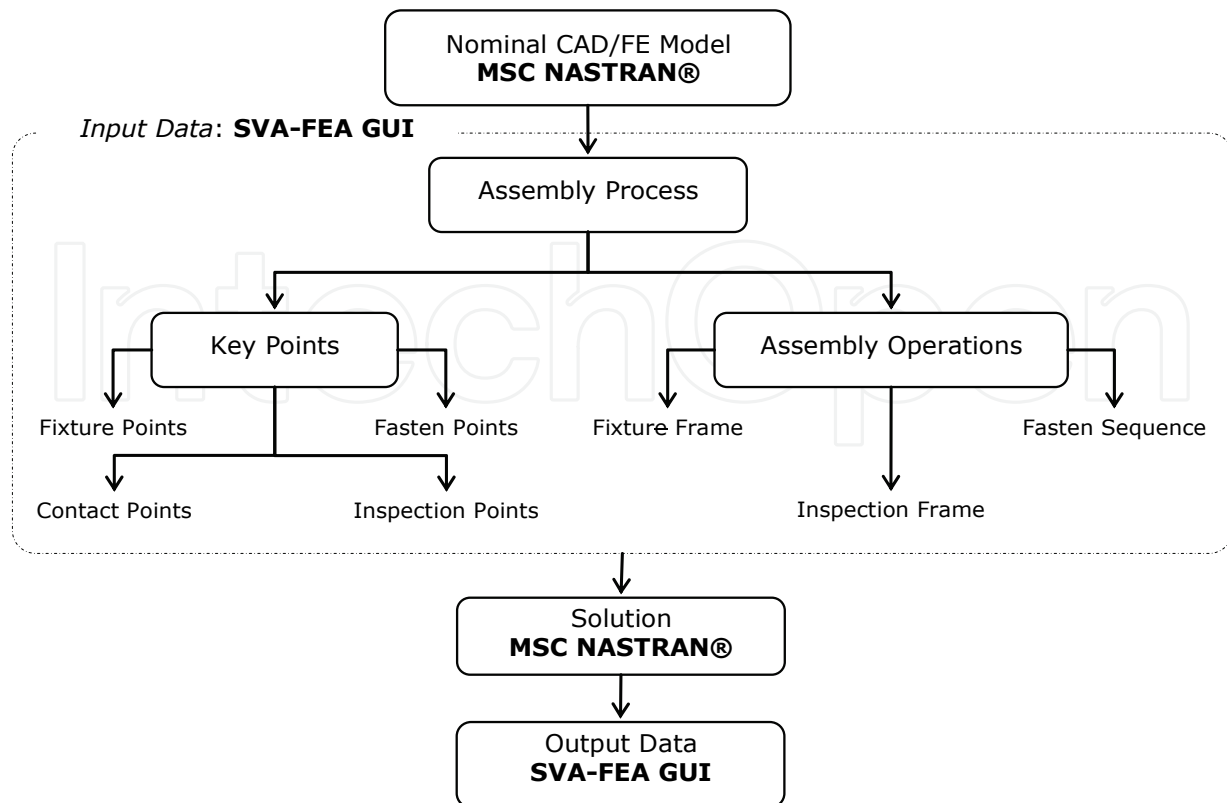 Nominal CAD/FE Model
MSC NASTRAN®
Input Data: SVA-FEA GUI
Assembly Process
IntechOpen
Key Points
Assembly Operations
Fixture Points
Fasten Points
Fixture Frame
Fasten Sequence
Contact Points
Inspection Points
Inspection Frame
Solution
MSC NASTRAN®
Output Data
SVA-FEA GUI